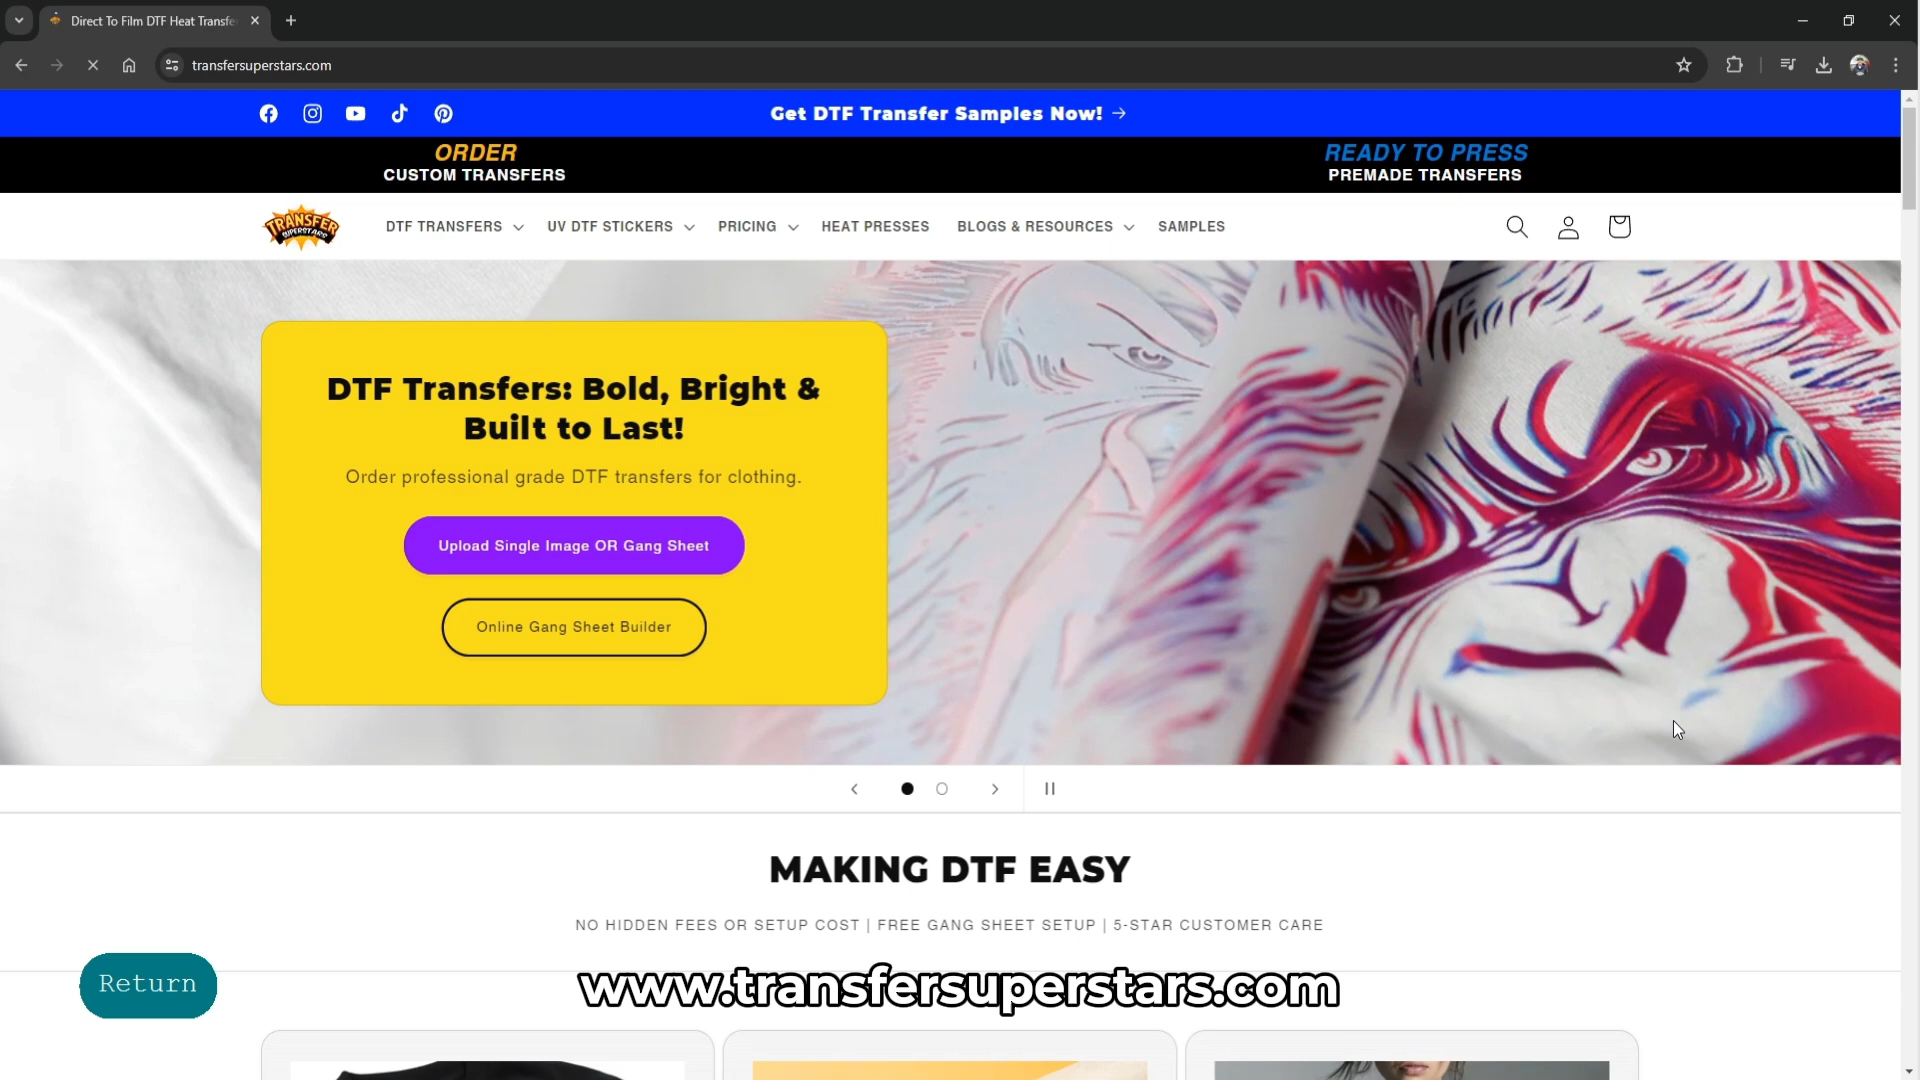 Direct To Film DTF Heat Transfe
transfersuperstars.com
Get DTF Transfer Samples Now! →
ORDER
CUSTOM TRANSFERS
READY TO PRESS
PREMADE TRANSFERS
TRANSFER
SUPERSTARS
DTF TRANSFERS
UV DTF STICKERS
PRICING
HEAT PRESSES
BLOGS & RESOURCES
SAMPLES
DTF Transfers: Bold, Bright &
Built to Last!
Order professional grade DTF transfers for clothing.
Upload Single Image OR Gang Sheet
Online Gang Sheet Builder
MAKING DTF EASY
NO HIDDEN FEES OR SETUP COST | FREE GANG SHEET SETUP | 5-STAR CUSTOMER CARE
Return
www.transfersuperstars.com